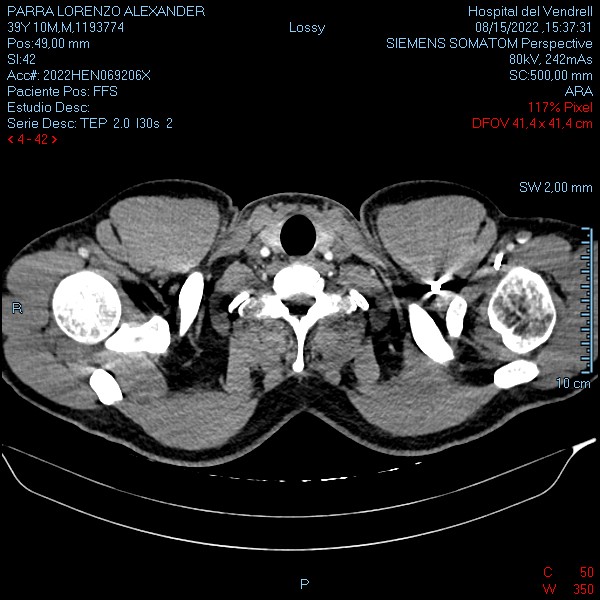 PARRA LORENZO ALEXANDER
39Y 10M,M,1193774
Pos:49,00 mm
SI:42
Acc#: 2022HEN069206X
Paciente Pos: FFS
Estudio Desc:
Serie Desc: TEP 2.0 I30s 2
< 4 - 42 >
Lossy
Hospital del Vendrell
08/15/2022 ,15:37:31
SIEMENS SOMATOM Perspective
80kV, 242mAs
SC:500,00 mm
ARA
117% Pixel
DFOV 41,4 x 41,4 cm
SW 2,00 mm
R
10 cm
P
C 50
W 350